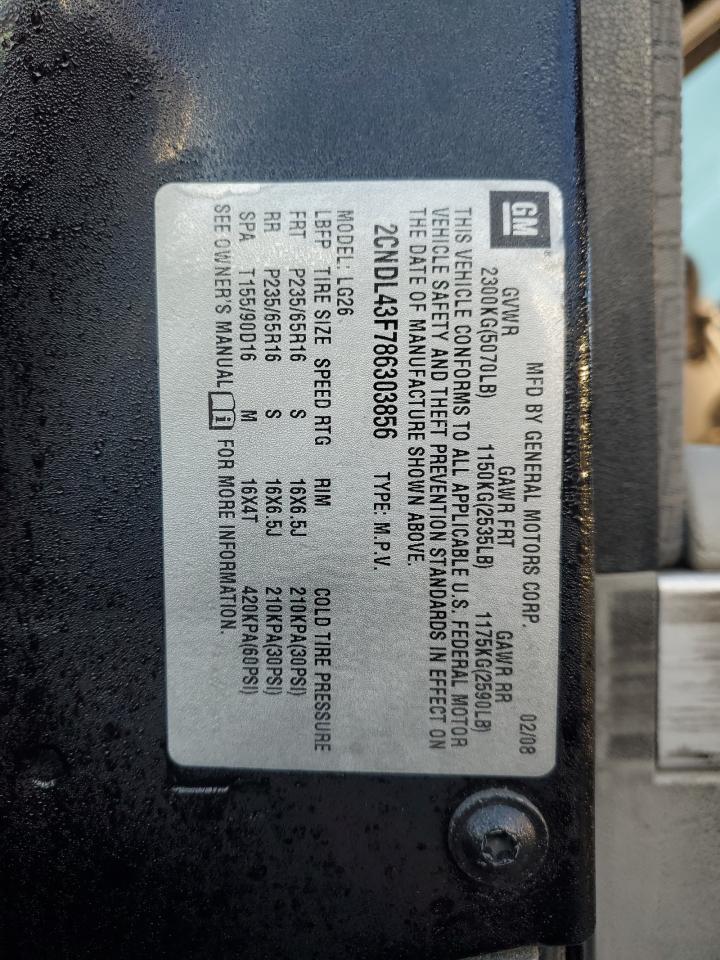 GM
MFD BY GENERAL MOTORS CORP. 02/08
GVWR GAWR FRT GAWR RR
2300KG(5070LB) 1150KG(2535LB) 1175KG(2590LB)
THIS VEHICLE CONFORMS TO ALL APPLICABLE U.S. FEDERAL MOTOR
VEHICLE SAFETY AND THEFT PREVENTION STANDARDS IN EFFECT ON
THE DATE OF MANUFACTURE SHOWN ABOVE.
2CNDL43F786303856 TYPE: M.P.V.
MODEL: LG26
LBFP TIRE SIZE SPEED RTG RIM COLD TIRE PRESSURE
FRT P235/65R16 S 16X6.5J 210KPA(30PSI)
RR P235/65R16 S 16X6.5J 210KPA(30PSI)
SPA T155/90D16 M 16X4T 420KPA(60PSI)
SEE OWNER'S MANUAL FOR MORE INFORMATION.